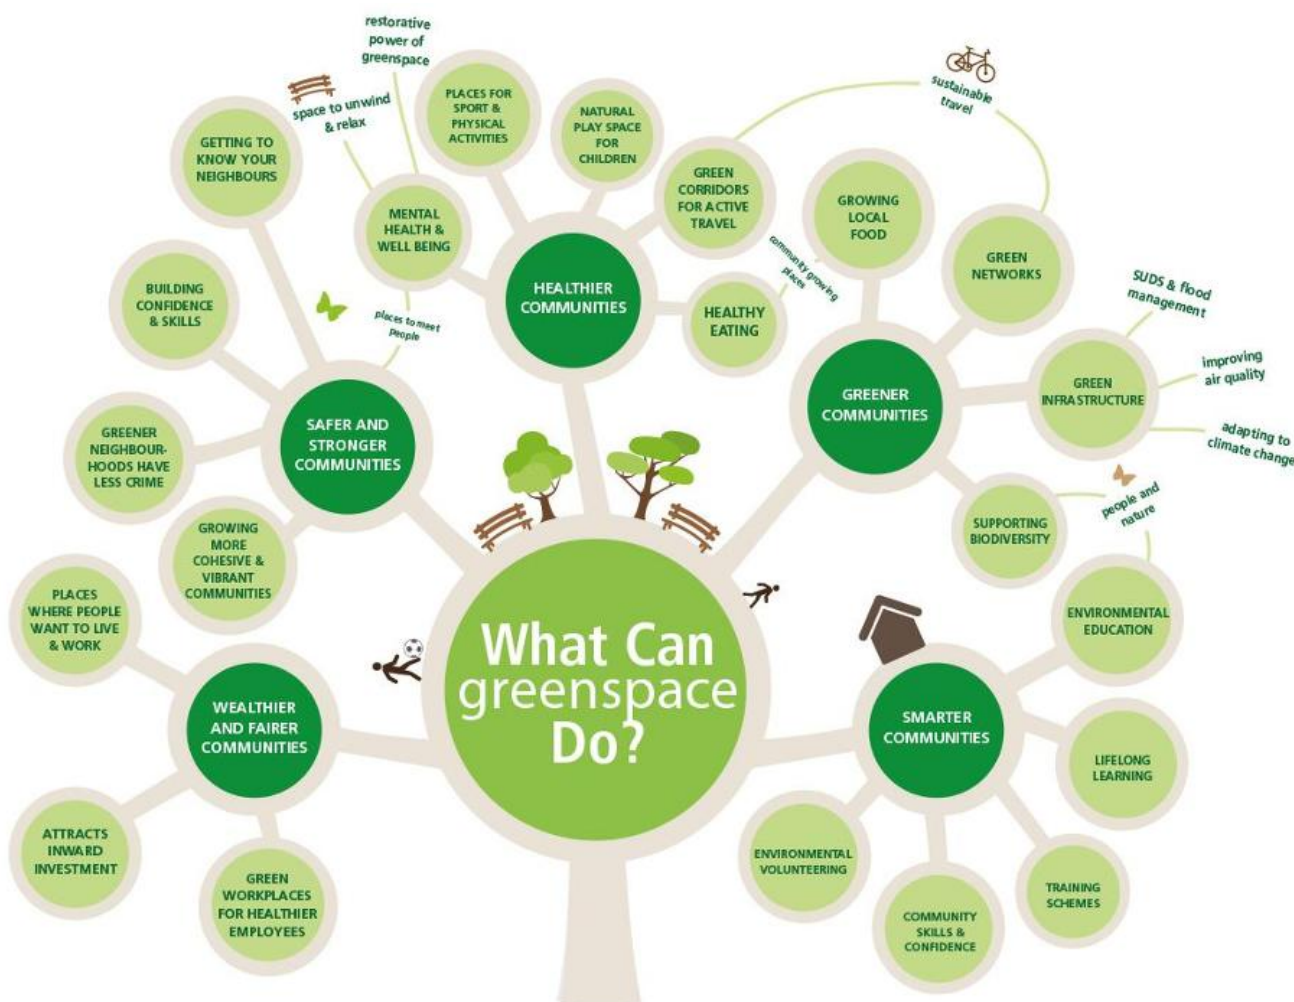 restorative
power of
greenspace
space to unwind
& relax
sustainable
travel
GETTING TO
KNOW YOUR
NEIGHBOURS
MENTAL
HEALTH &
WELL BEING
PLACES FOR
SPORT &
PHYSICAL
ACTIVITIES
NATURAL
PLAY SPACE
FOR
CHILDREN
GREEN
CORRIDORS
FOR ACTIVE
TRAVEL
HEALTHY
EATING
HEALTHIER
COMMUNITIES
community growing
places
GROWING
LOCAL
FOOD
GREEN
NETWORKS
GREEN
INFRASTRUCTURE
SUDS & flood
management
improving
air quality
adapting to
climate change
SUPPORTING
BIODIVERSITY
GREENER
COMMUNITIES
people and
nature
BUILDING
CONFIDENCE
& SKILLS
places to meet
people
SAFER AND
STRONGER
COMMUNITIES
GREENER
NEIGHBOUR-
HOODS HAVE
LESS CRIME
GROWING
MORE
COHESIVE &
VIBRANT
COMMUNITIES
PLACES
WHERE PEOPLE
WANT TO LIVE
& WORK
WEALTHIER
AND FAIRER
COMMUNITIES
ATTRACTS
INWARD
INVESTMENT
GREEN
WORKPLACES
FOR HEALTHIER
EMPLOYEES
What Can
greenspace
Do?
SMARTER
COMMUNITIES
ENVIRONMENTAL
EDUCATION
LIFELONG
LEARNING
TRAINING
SCHEMES
COMMUNITY
SKILLS &
CONFIDENCE
ENVIRONMENTAL
VOLUNTEERING